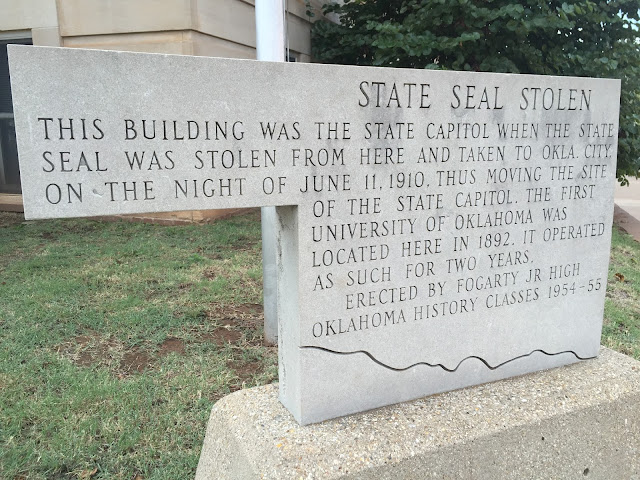 STATE SEAL STOLEN
THIS BUILDING WAS THE STATE CAPITOL WHEN THE STATE
SEAL WAS STOLEN FROM HERE AND TAKEN TO OKLA. CITY,
ON THE NIGHT OF JUNE 11, 1910, THUS MOVING THE SITE
OF THE STATE CAPITOL. THE FIRST
UNIVERSITY OF OKLAHOMA WAS
LOCATED HERE IN 1892. IT OPERATED
AS SUCH FOR TWO YEARS.
ERECTED BY FOGARTY JR HIGH
OKLAHOMA HISTORY CLASSES 1954-55